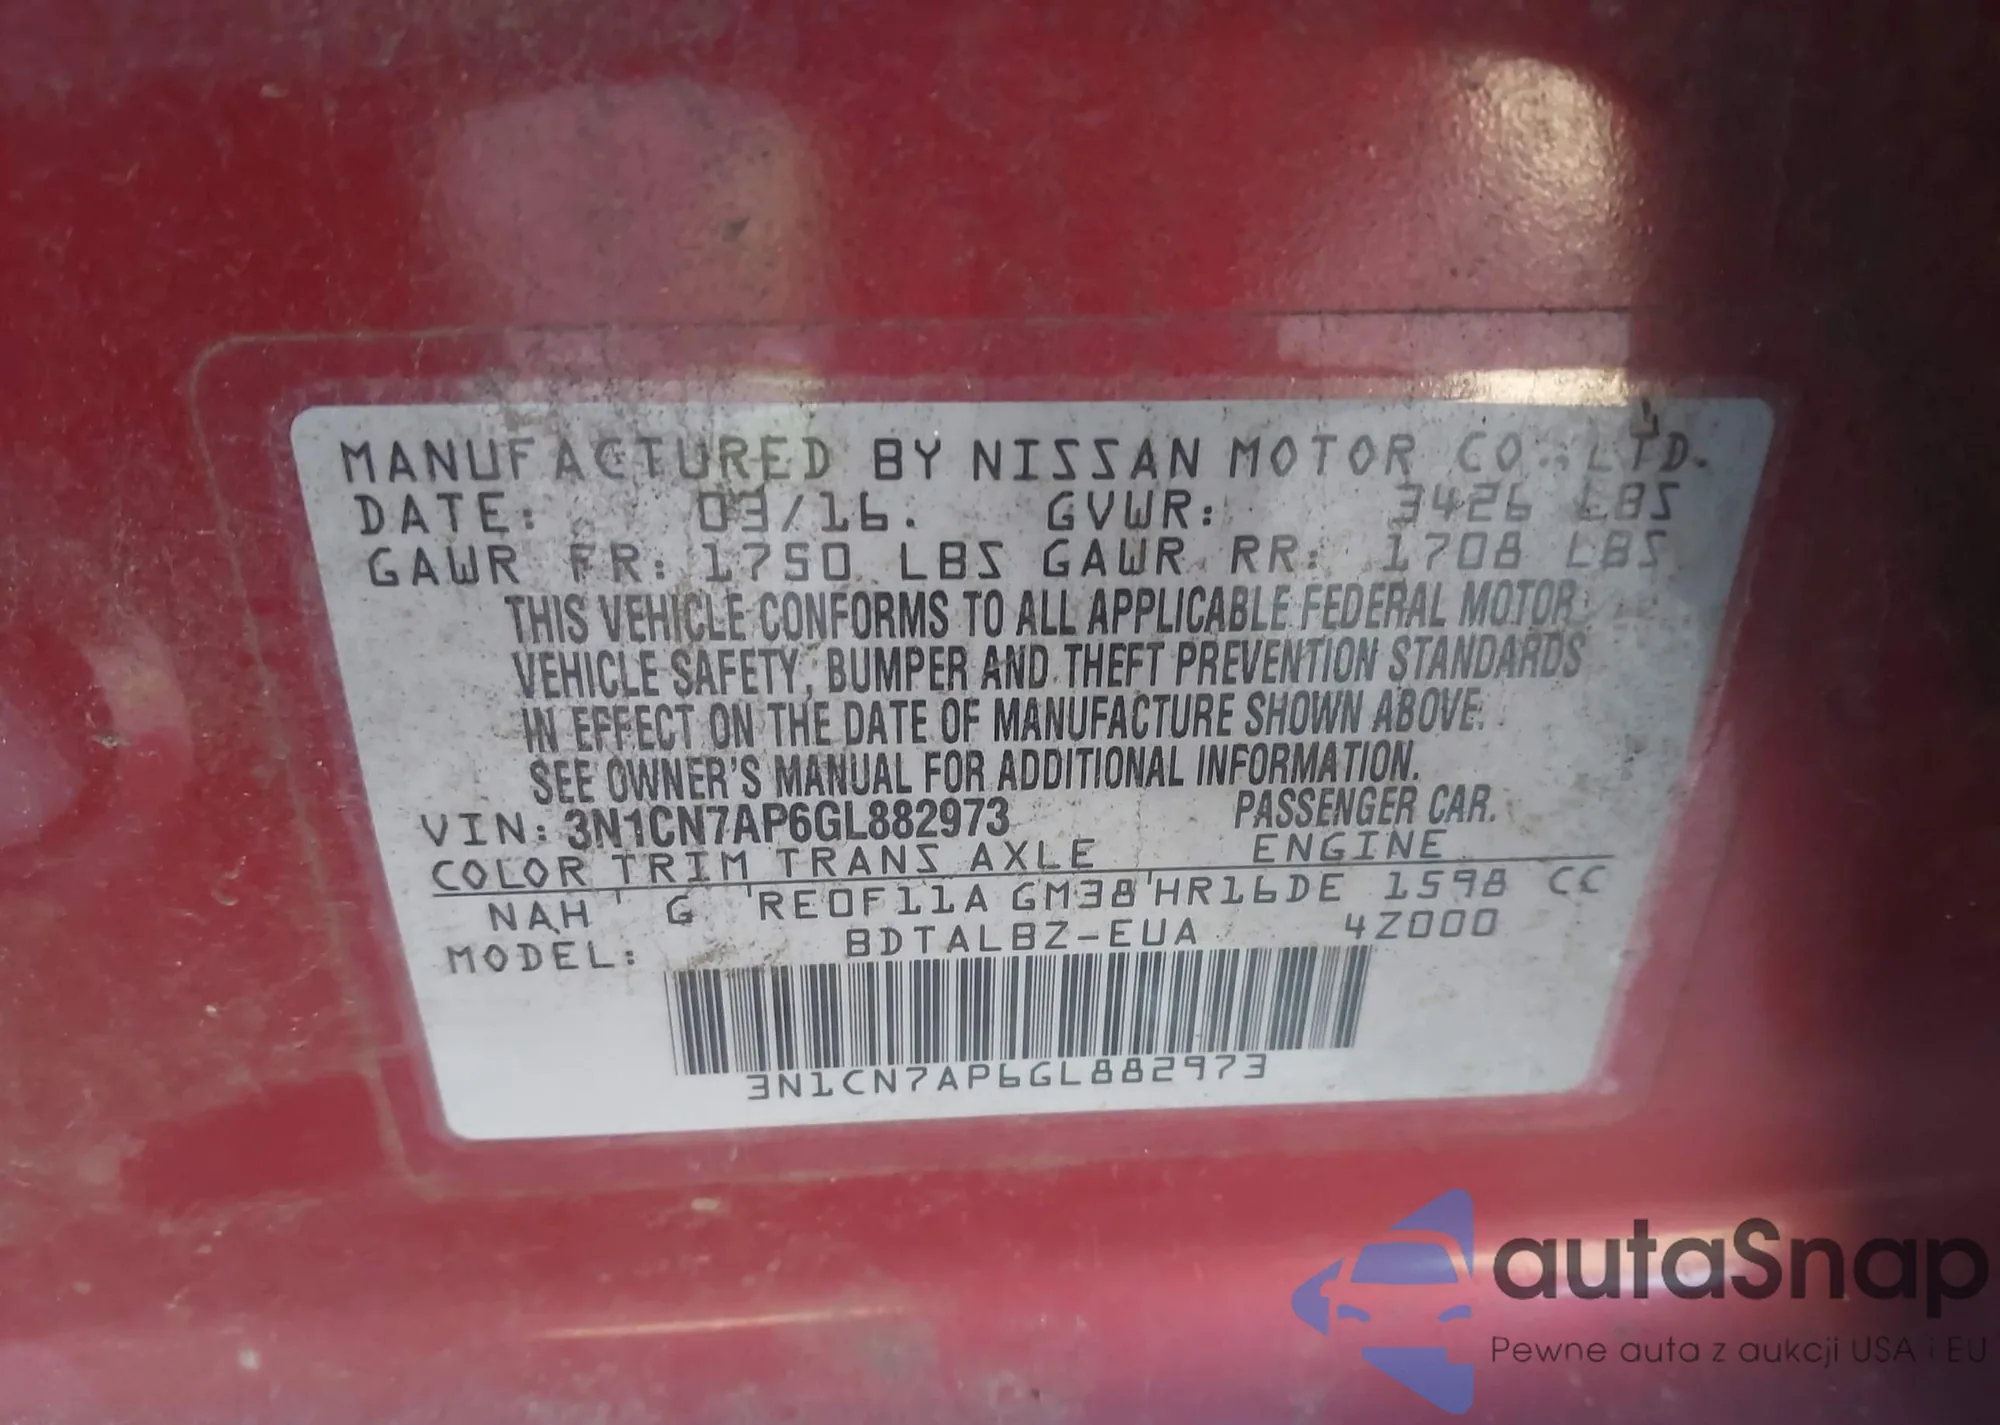 MANUFACTURED BY NISSAN MOTOR CO., LTD.
DATE: 03/16. GVWR: 3426 LBS
GAWR FR: 1750 LBS GAWR RR: 1708 LBS
THIS VEHICLE CONFORMS TO ALL APPLICABLE FEDERAL MOTOR
VEHICLE SAFETY, BUMPER AND THEFT PREVENTION STANDARDS
IN EFFECT ON THE DATE OF MANUFACTURE SHOWN ABOVE.
SEE OWNER'S MANUAL FOR ADDITIONAL INFORMATION.
VIN: 3N1CN7AP6GL882973 PASSENGER CAR.
COLOR TRIM TRANS AXLE ENGINE
NAH G RE0F11A GM38 HR16DE 1598 CC
MODEL: BDTALBZ-EUA 4Z000
3N1CN7AP6GL882973
autaSnap
Pewne auta z aukcji USA i EU